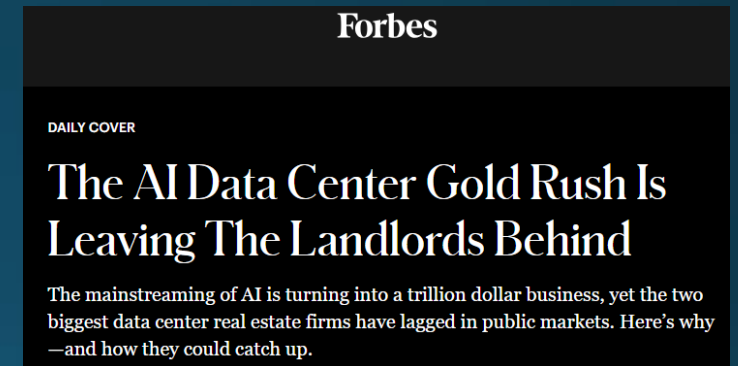 Forbes
DAILY COVER
The AI Data Center Gold Rush Is
Leaving The Landlords Behind
The mainstreaming of AI is turning into a trillion dollar business, yet the two
biggest data center real estate firms have lagged in public markets. Here’s why
—and how they could catch up.